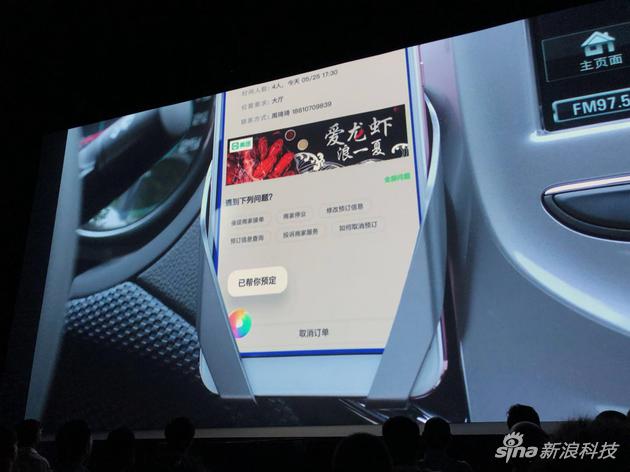 时间人数: 4人, 今天 05/25 17:30
位置要求: 大厅
联系方式: 禹琦琦 18610709839
美团
爱龙虾
浪一夏
全部问题
遇到下列问题?
催促商家接单
商家停业
修改预订信息
预订信息查询
投诉商家服务
如何取消预订
已帮你预定
取消订单
主页面
FM97.5
sina新浪科技